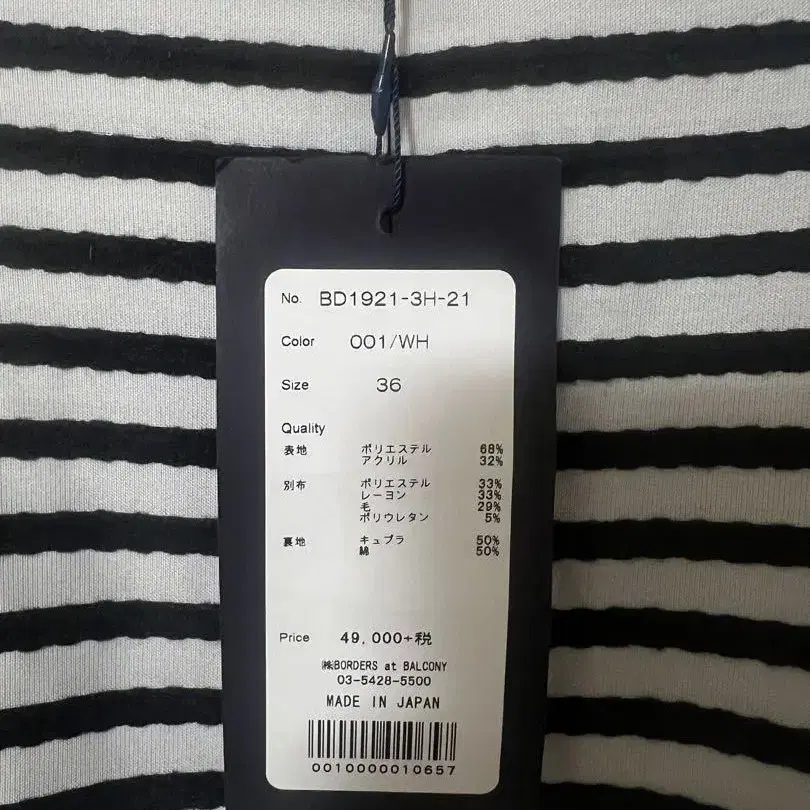 No. BD1921-3H-21
Color 001/WH
Size 36
Quality
表地 ポリエステル 68%
アクリル 32%
別布 ポリエステル 33%
レーヨン 33%
毛 29%
ポリウレタン 5%
裏地 キュプラ 50%
綿 50%
Price 49,000+税
㈱BORDERS at BALCONY
03-5428-5500
MADE IN JAPAN
0010000010657